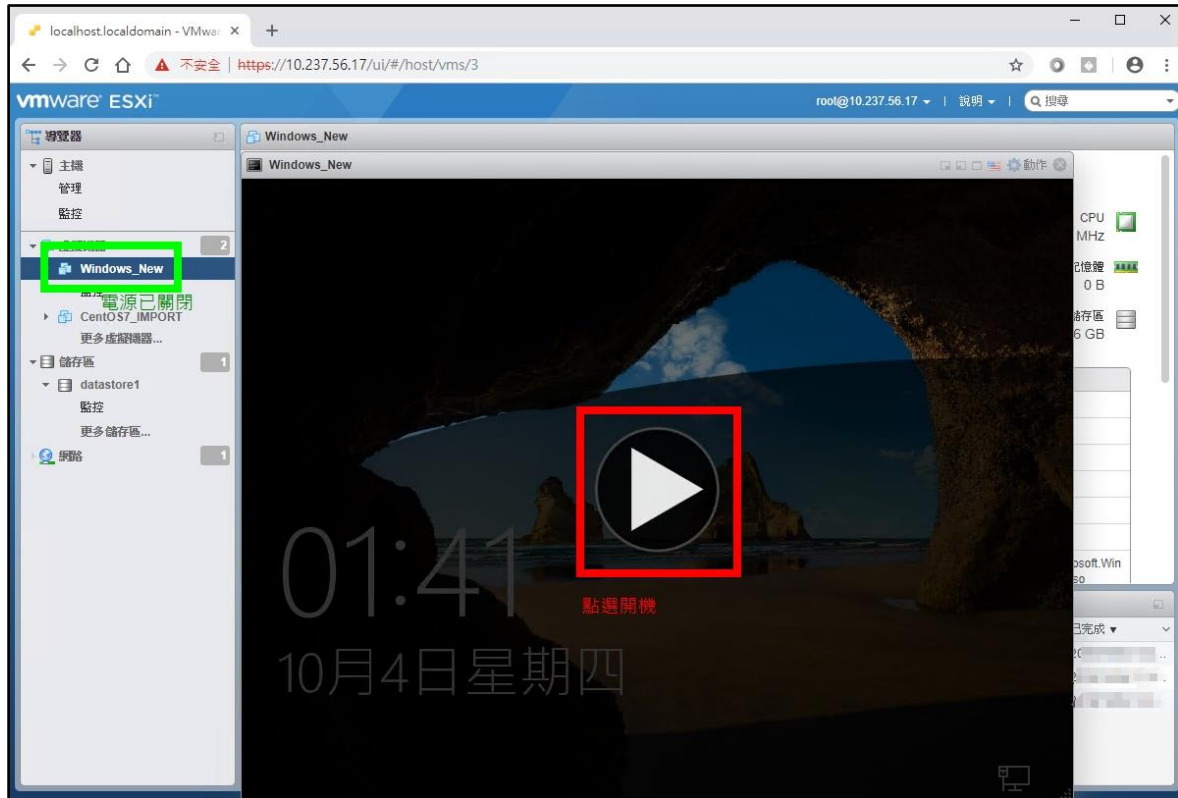 localhost.localdomain - VMwar
不安全 | https://10.237.56.17/ui/#/host/vms/3
vmware ESXi™
root@10.237.56.17 | 說明 | 搜尋
導覽器
Windows_New
主機
管理
監控
Windows_New
動作
CPU
MHz
2
Windows_New
記憶體
0 B
監控
電源已關閉
CentOS7_IMPORT
更多虛擬機器...
儲存區
6 GB
儲存區
1
datastore1
監控
更多儲存區...
網路
1
01:41
點選開機
10月4日星期四
osoft.Win
so
已完成